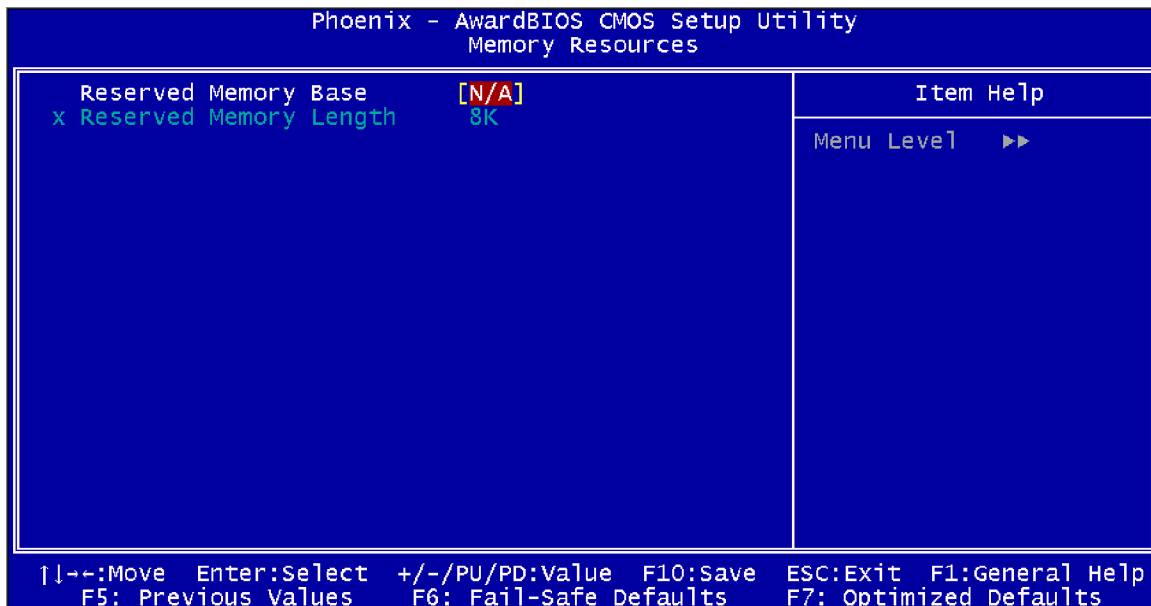 Phoenix - AwardBIOS CMOS Setup Utility
Memory Resources
Reserved Memory Base [N/A]
x Reserved Memory Length 8K
Item Help
Menu Level ►►
↑↓→←:Move Enter:Select +/-/PU/PD:Value F10:Save ESC:Exit F1:General Help
F5: Previous Values F6: Fail-Safe Defaults F7: Optimized Defaults